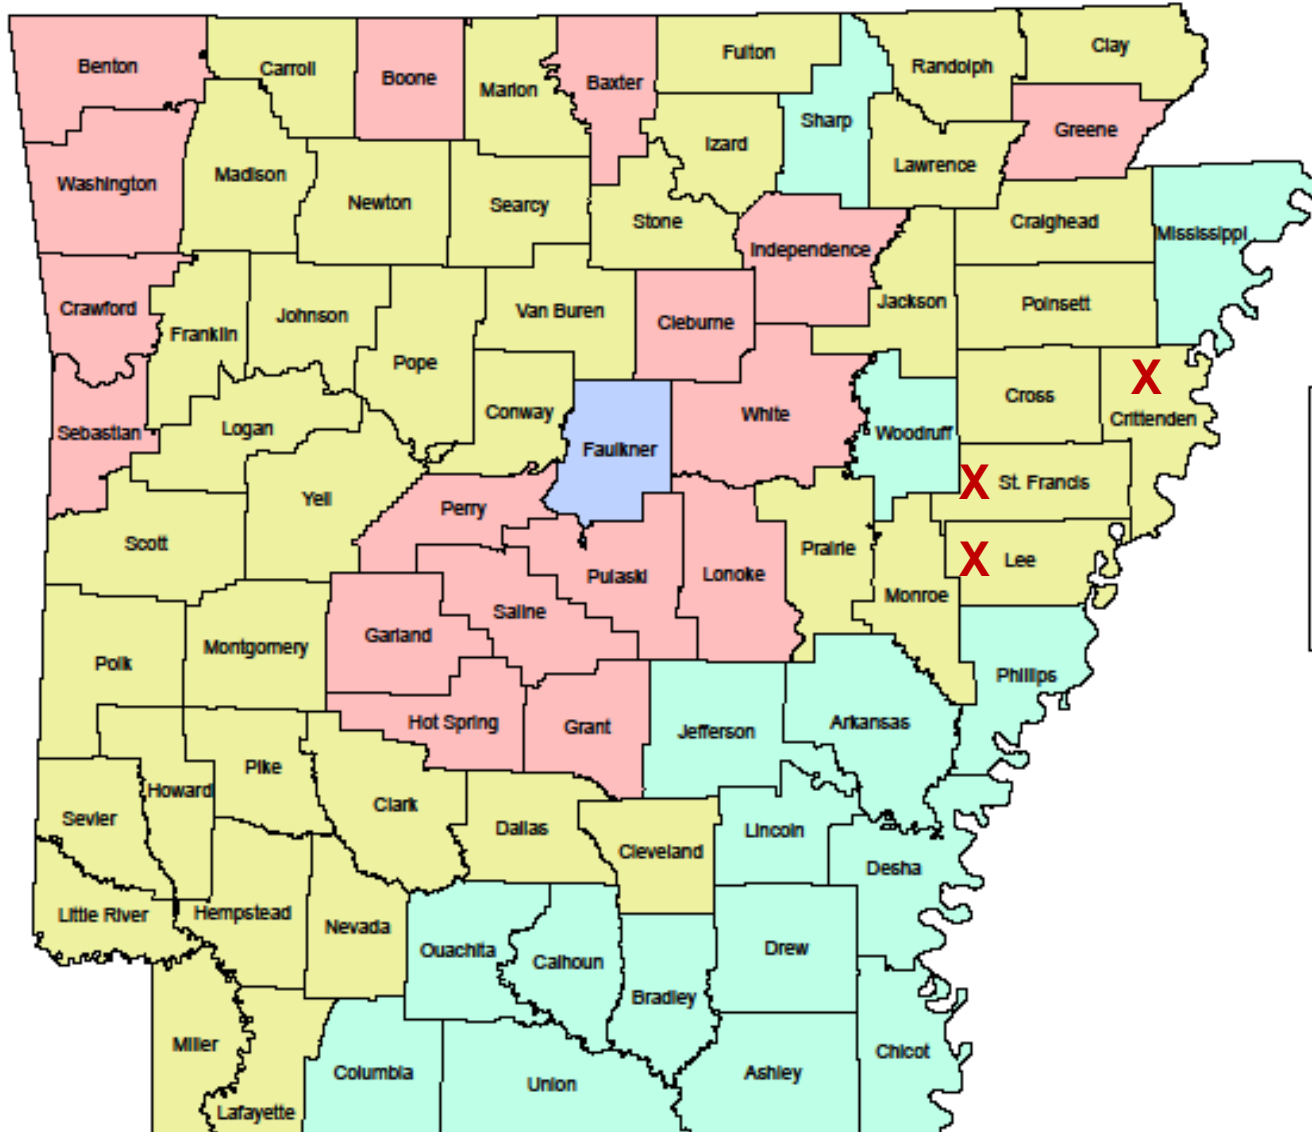 Benton
Carroll
Boone
Marion
Baxter
Fulton
Sharp
Randolph
Clay
Greene
Washington
Madison
Newton
Searcy
Stone
Izard
Lawrence
Independence
Craighead
Mississippi
Crawford
Franklin
Johnson
Pope
Van Buren
Cleburne
Jackson
Poinsett
Sebastian
Logan
Conway
Faulkner
White
Woodruff
Cross
X
Crittenden
Yell
Perry
X St. Francis
Scott
Pulaski
Lonoke
Prairie
Monroe
X Lee
Polk
Montgomery
Garland
Saline
Phillips
Hot Spring
Grant
Jefferson
Arkansas
Sevier
Howard
Pike
Clark
Dallas
Cleveland
Lincoln
Desha
Little River
Hempstead
Nevada
Ouachita
Calhoun
Bradley
Drew
Miller
Lafayette
Columbia
Union
Ashley
Chicot